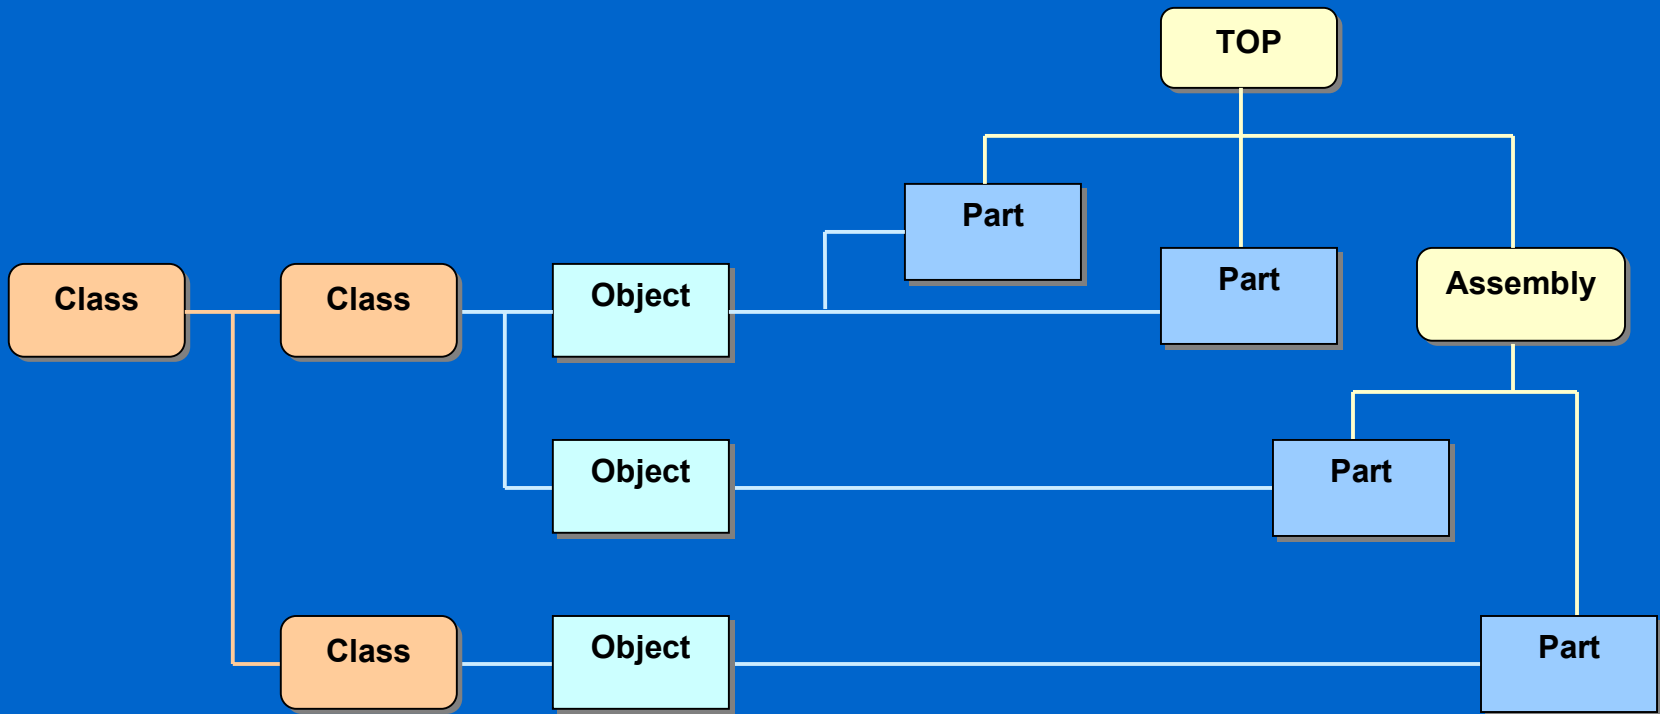 TOP
Part
Class
Class
Object
Part
Assembly
Object
Part
Class
Object
Part